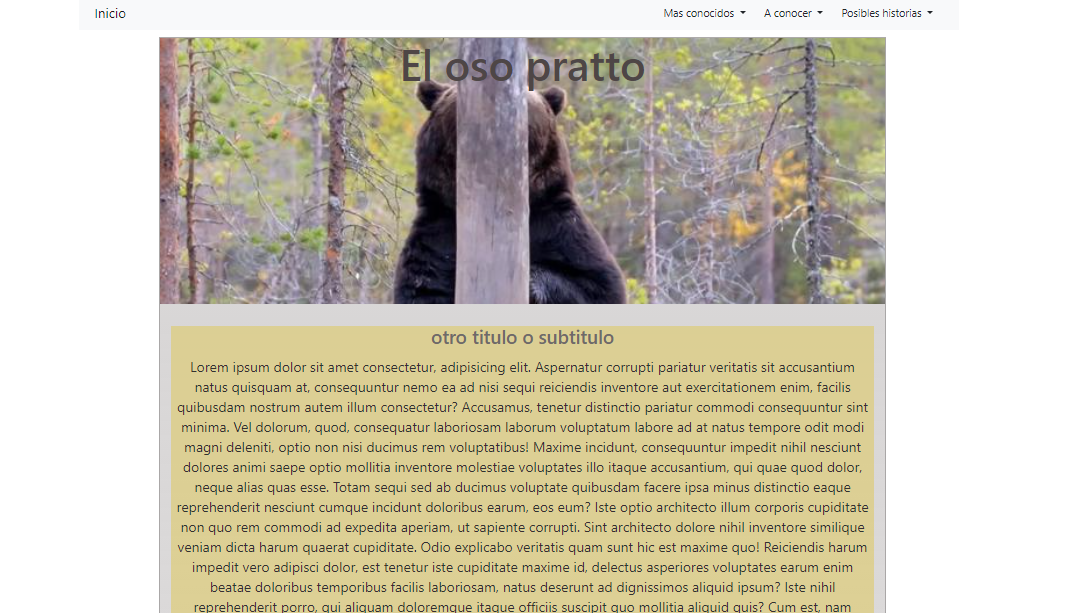 Inicio
Mas conocidos
A conocer
Posibles historias
El oso pratto
otro titulo o subtitulo
Lorem ipsum dolor sit amet consectetur, adipisicing elit. Aspernatur corrupti pariatur veritatis sit accusantium
natus quisquam at, consequuntur nemo ea ad nisi sequi reiciendis inventore aut exercitationem enim, facilis
quibusdam nostrum autem illum consectetur? Accusamus, tenetur distinctio pariatur commodi consequuntur sint
minima. Vel dolorum, quod, consequatur laboriosam laborum voluptatum labore ad at natus tempore odit modi
magni deleniti, optio non nisi ducimus rem voluptatibus! Maxime incidunt, consequuntur impedit nihil nesciunt
dolores animi saepe optio mollitia inventore molestiae voluptates illo itaque accusantium, qui quae quod dolor,
neque alias quas esse. Totam sequi sed ab ducimus voluptate quibusdam facere ipsa minus distinctio eaque
reprehenderit nesciunt cumque incidunt doloribus earum, eos eum? Iste optio architecto illum corporis cupiditate
non quo rem commodi ad expedita aperiam, ut sapiente corrupti. Sint architecto dolore nihil inventore similique
veniam dicta harum quaerat cupiditate. Odio explicabo veritatis quam sunt hic est maxime quo! Reiciendis harum
impedit vero adipisci dolor, est tenetur iste cupiditate maxime id, delectus asperiores voluptates earum enim
beatae doloribus temporibus facilis laboriosam, natus deserunt ad dignissimos aliquid ipsum? Iste nihil
reprehenderit porro, qui aliquam doloremque itaque officiis suscipit quo mollitia aliquid quis? Cum est, nam